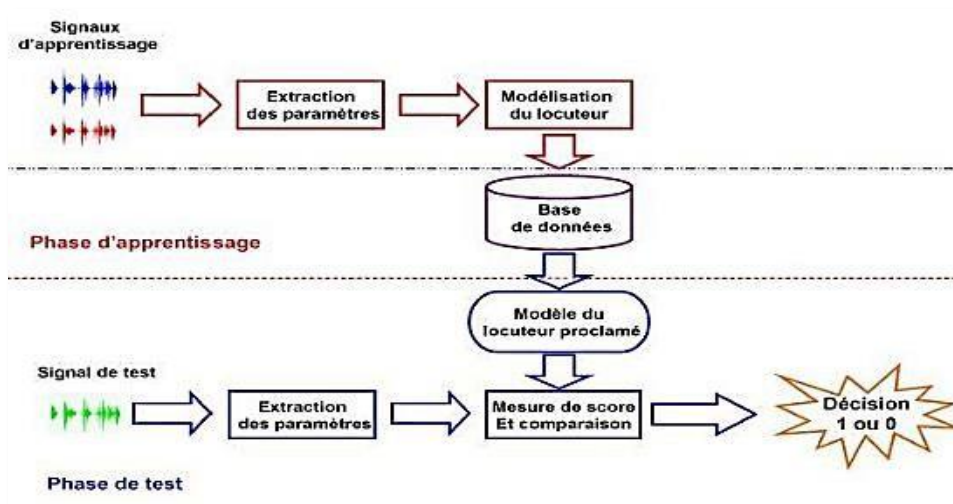 Signaux
d'apprentissage
Extraction
des paramètres
Modélisation
du locuteur
Base
de données
Phase d'apprentissage
Modèle du
locuteur proclamé
Signal de test
Extraction
des paramètres
Mesure de score
Et comparaison
Décision
1 ou 0
Phase de test